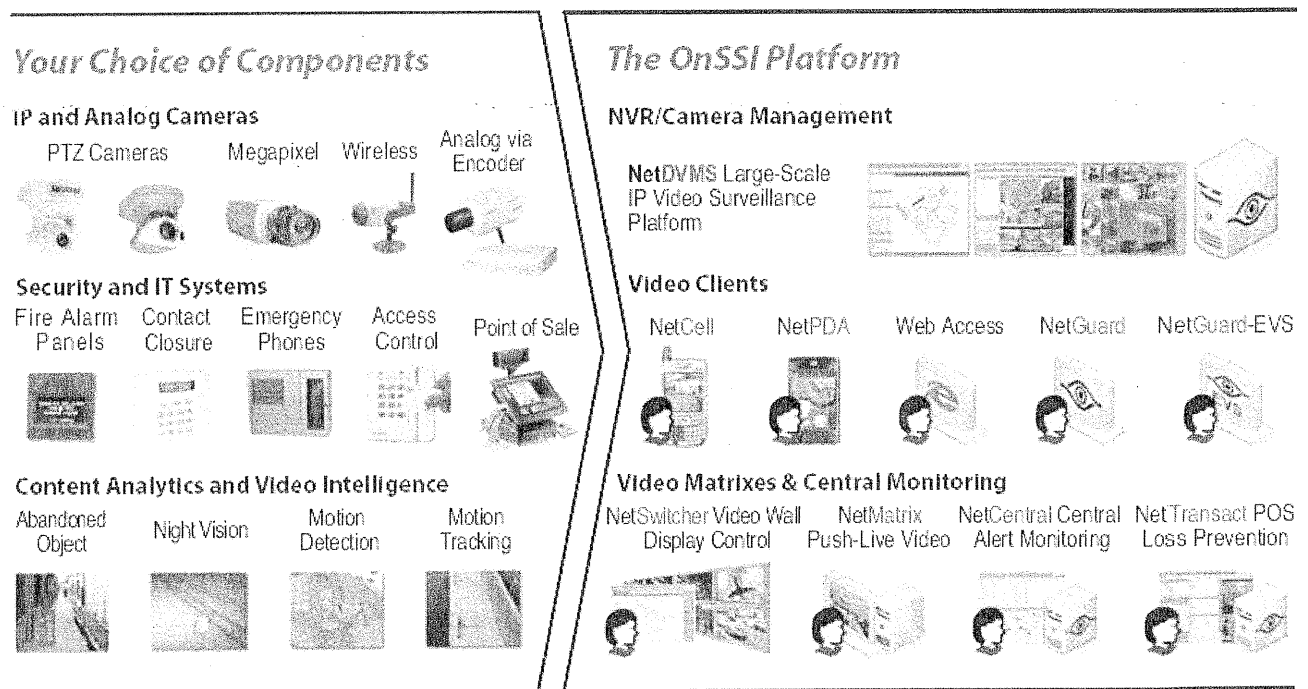 Your Choice of Components
IP and Analog Cameras
PTZ Cameras
Megapixel
Wireless
Analog via
Encoder
Security and IT Systems
Fire Alarm
Panels
Contact
Closure
Emergency
Phones
Access
Control
Point of Sale
Content Analytics and Video Intelligence
Abandoned
Object
Night Vision
Motion
Detection
Motion
Tracking
The OnSSI Platform
NVR/Camera Management
NetDVMS Large-Scale
IP Video Surveillance
Platform
Video Clients
NetCell
NetPDA
Web Access
NetGuard
NetGuard-EVS
Video Matrixes & Central Monitoring
NetSwitcher Video Wall
Display Control
NetMatrix
Push-Live Video
NetCentral Central
Alert Monitoring
NetTransact POS
Loss Prevention